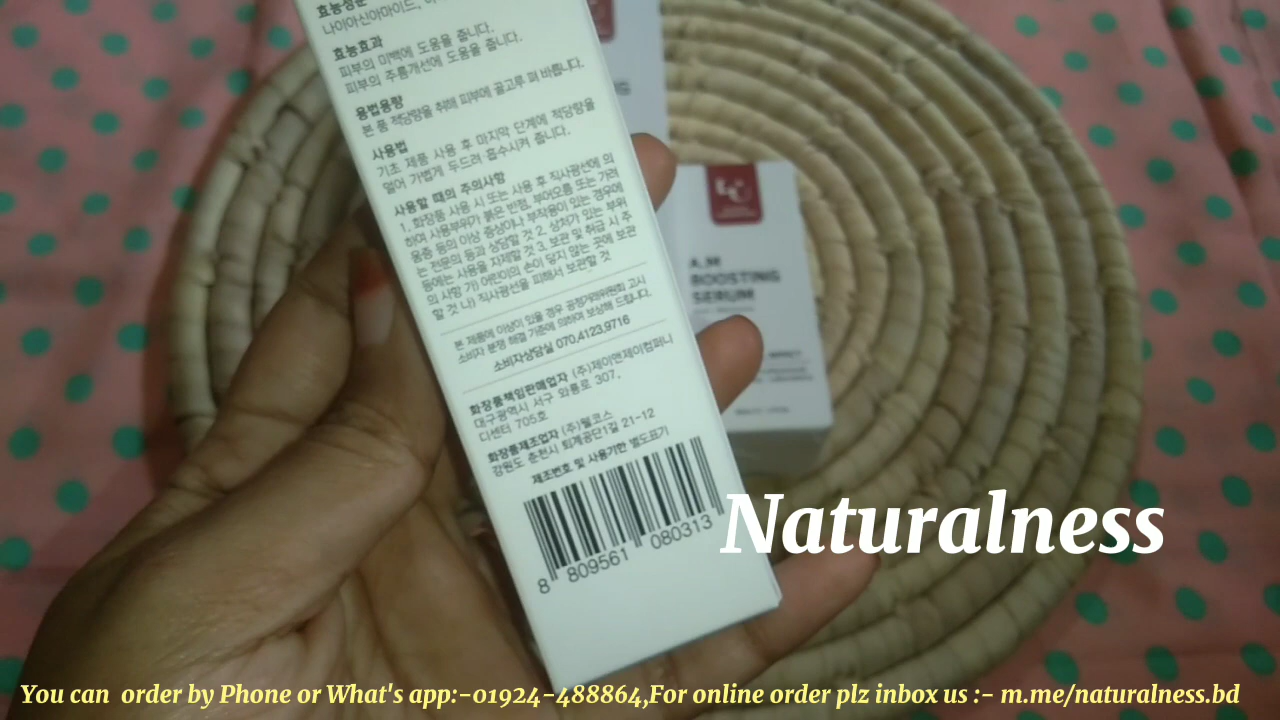 효능성분
나이아신아마이드,
효능효과
피부의 미백에 도움을 줍니다.
피부의 주름개선에 도움을 줍니다.
용법용량
본 품 적당량을 취해 피부에 골고루 펴 바릅니다.
사용법
기초 제품 사용 후 마지막 단계에 적당량을
덜어 가볍게 두드려 흡수시켜 줍니다.
사용할 때의 주의사항
1. 화장품 사용 시 또는 사용 후 직사광선에 의
하여 사용부위가 붉은 반점, 부어오름 또는 가려
움증 등의 이상 증상이나 부작용이 있는 경우에
는 전문의 등과 상담할 것 2. 상처가 있는 부위
등에는 사용을 자제할 것 3. 보관 및 취급 시 주
의 사항 가) 어린이의 손이 닿지 않는 곳에 보관
할 것 나) 직사광선을 피해서 보관할 것
본 제품에 이상이 있을 경우 공정거래위원회 고시
소비자 분쟁 해결 기준에 의하여 보상해 드립니다.
소비자상담실 070.4123.9716
화장품책임판매업자 (주)제이앤제이컴퍼니
대구광역시 서구 와룡로 307,
디센터 705호
화장품제조업자 (주)웰코스
강원도 춘천시 퇴계공단1길 21-12
제조번호 및 사용기한 별도표기
8 809561 080313
A.M
BOOSTING
SERUM
Naturalness
You can order by Phone or What's app:-01924-488864,For online order plz inbox us :- m.me/naturalness.bd